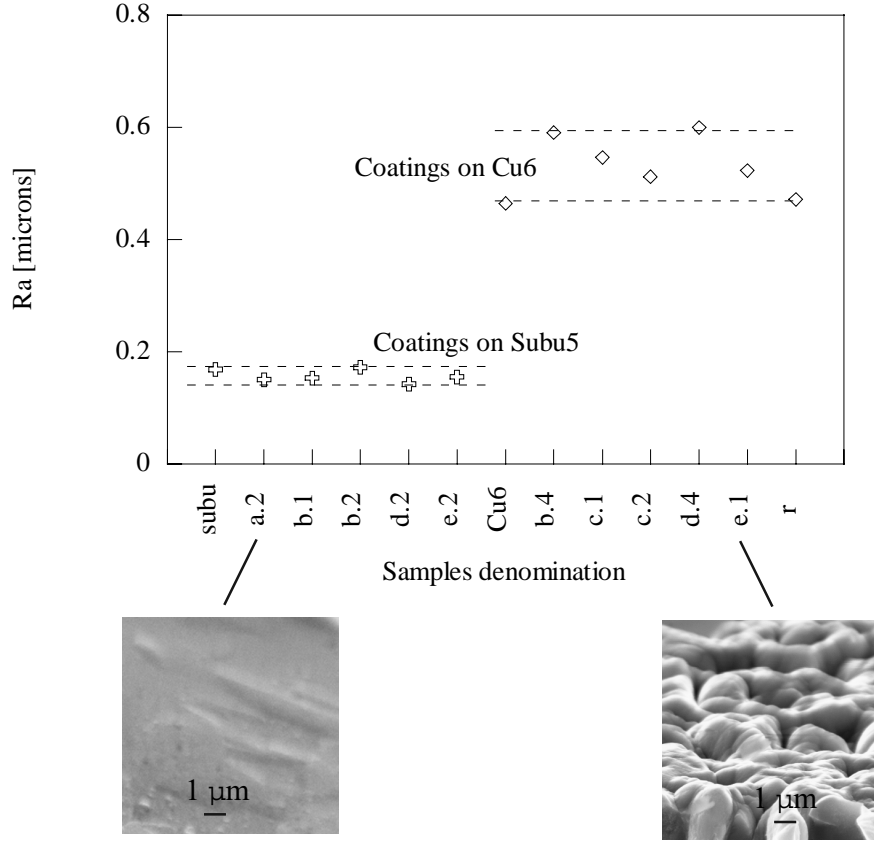 0.8
0.6
Coatings on Cu6
0.4
Ra [microns]
Coatings on Subu5
0.2
0
subu
a.2
b.1
b.2
d.2
e.2
Cu6
b.4
c.1
c.2
d.4
e.1
r
Samples denomination
1 μm
1 μm